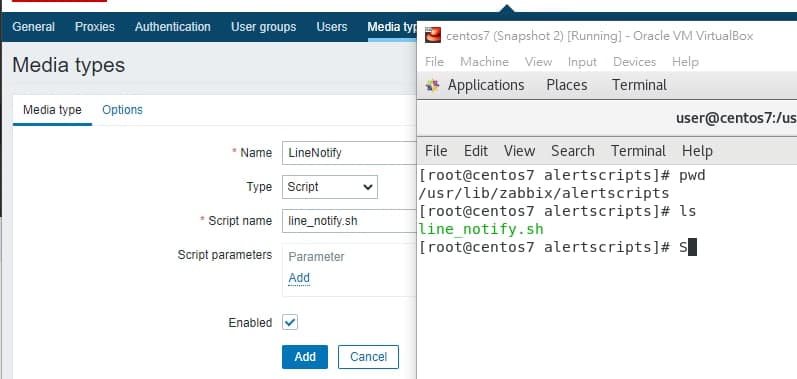 General Proxies Authentication User groups Users Media ty
Media types
Media type Options
* Name LineNotify
Type Script
* Script name line_notify.sh
Script parameters Parameter
Add
Enabled
Add Cancel
centos7 (Snapshot 2) [Running] - Oracle VM VirtualBox
File Machine View Input Devices Help
Applications Places Terminal
user@centos7:/us
File Edit View Search Terminal Help
[root@centos7 alertscripts]# pwd
/usr/lib/zabbix/alertscripts
[root@centos7 alertscripts]# ls
line_notify.sh
[root@centos7 alertscripts]# S